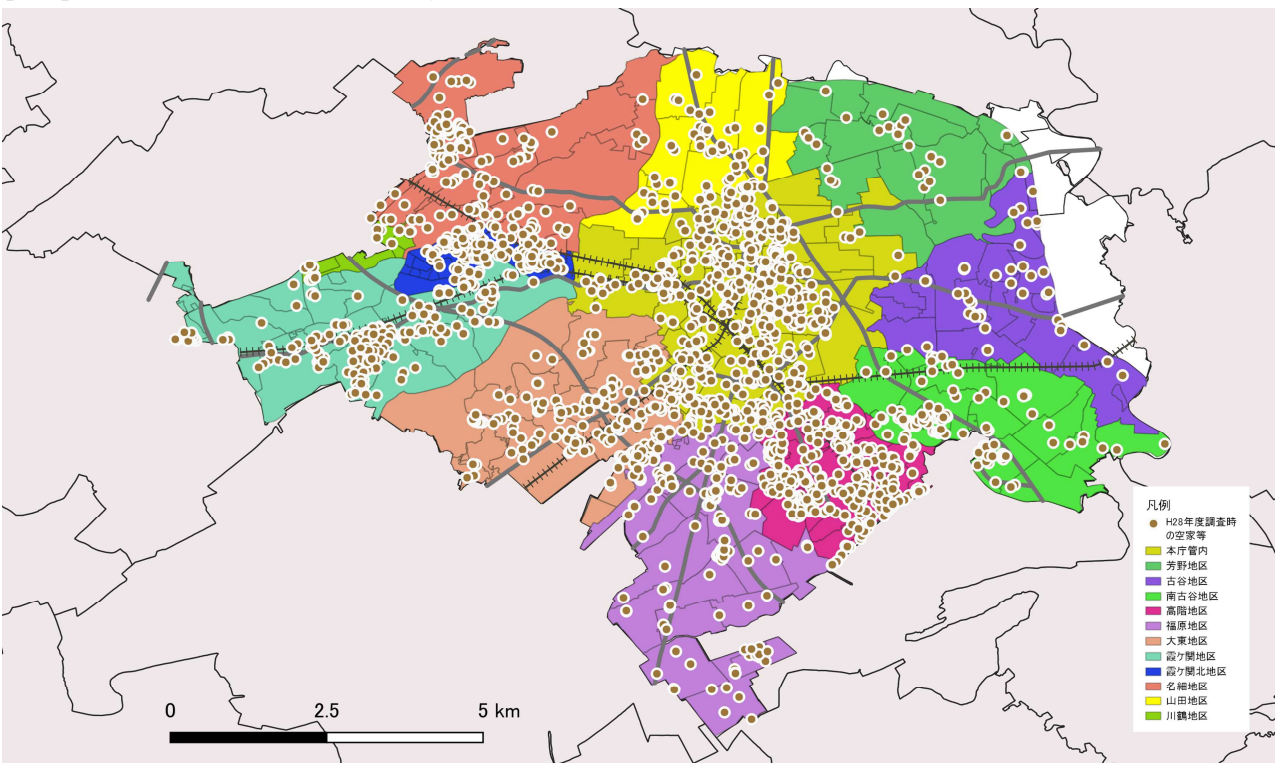 凡例
H28年度調査時
の空家等
本庁管内
芳野地区
古谷地区
南古谷地区
高階地区
福原地区
大東地区
霞ケ関地区
霞ケ関北地区
名細地区
山田地区
川鶴地区
0 2.5 5 km